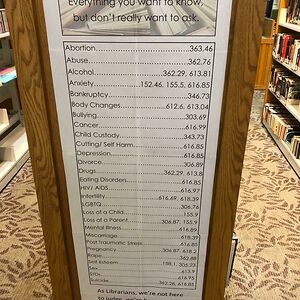 Everything you want to know,
but don't really want to ask.
Abortion.................................363.46
Abuse....................................362.76
Alcohol........................362.29, 613.81
Anxiety..................152.46, 155.5, 616.85
Bankruptcy...............................346.73
Body Changes....................612.6, 613.04
Bullying.................................303.69
Cancer...................................616.99
Child Custody............................343.73
Cutting/ Self Harm.......................616.85
Depression...............................616.85
Divorce..................................306.89
Drugs...........................362.29, 613.8
Eating Disorders.........................616.85
HIV/ AIDS................................616.97
Infertility.....................616.69, 618.39
LGBTQ....................................306.76
Loss of a Child...........................155.9
Loss of a Parent.................306.87, 155.9
Mental Illness...........................616.89
Miscarriage..............................618.39
Post Traumatic Stress....................616.85
Pregnancy........................306.87, 618.2
Rape.....................................362.88
Self Esteem......................158.1, 305.23
Sex.......................................613.9
STDs.....................................616.95
Suicide.........................362.28, 616.85
As Librarians, we're not here